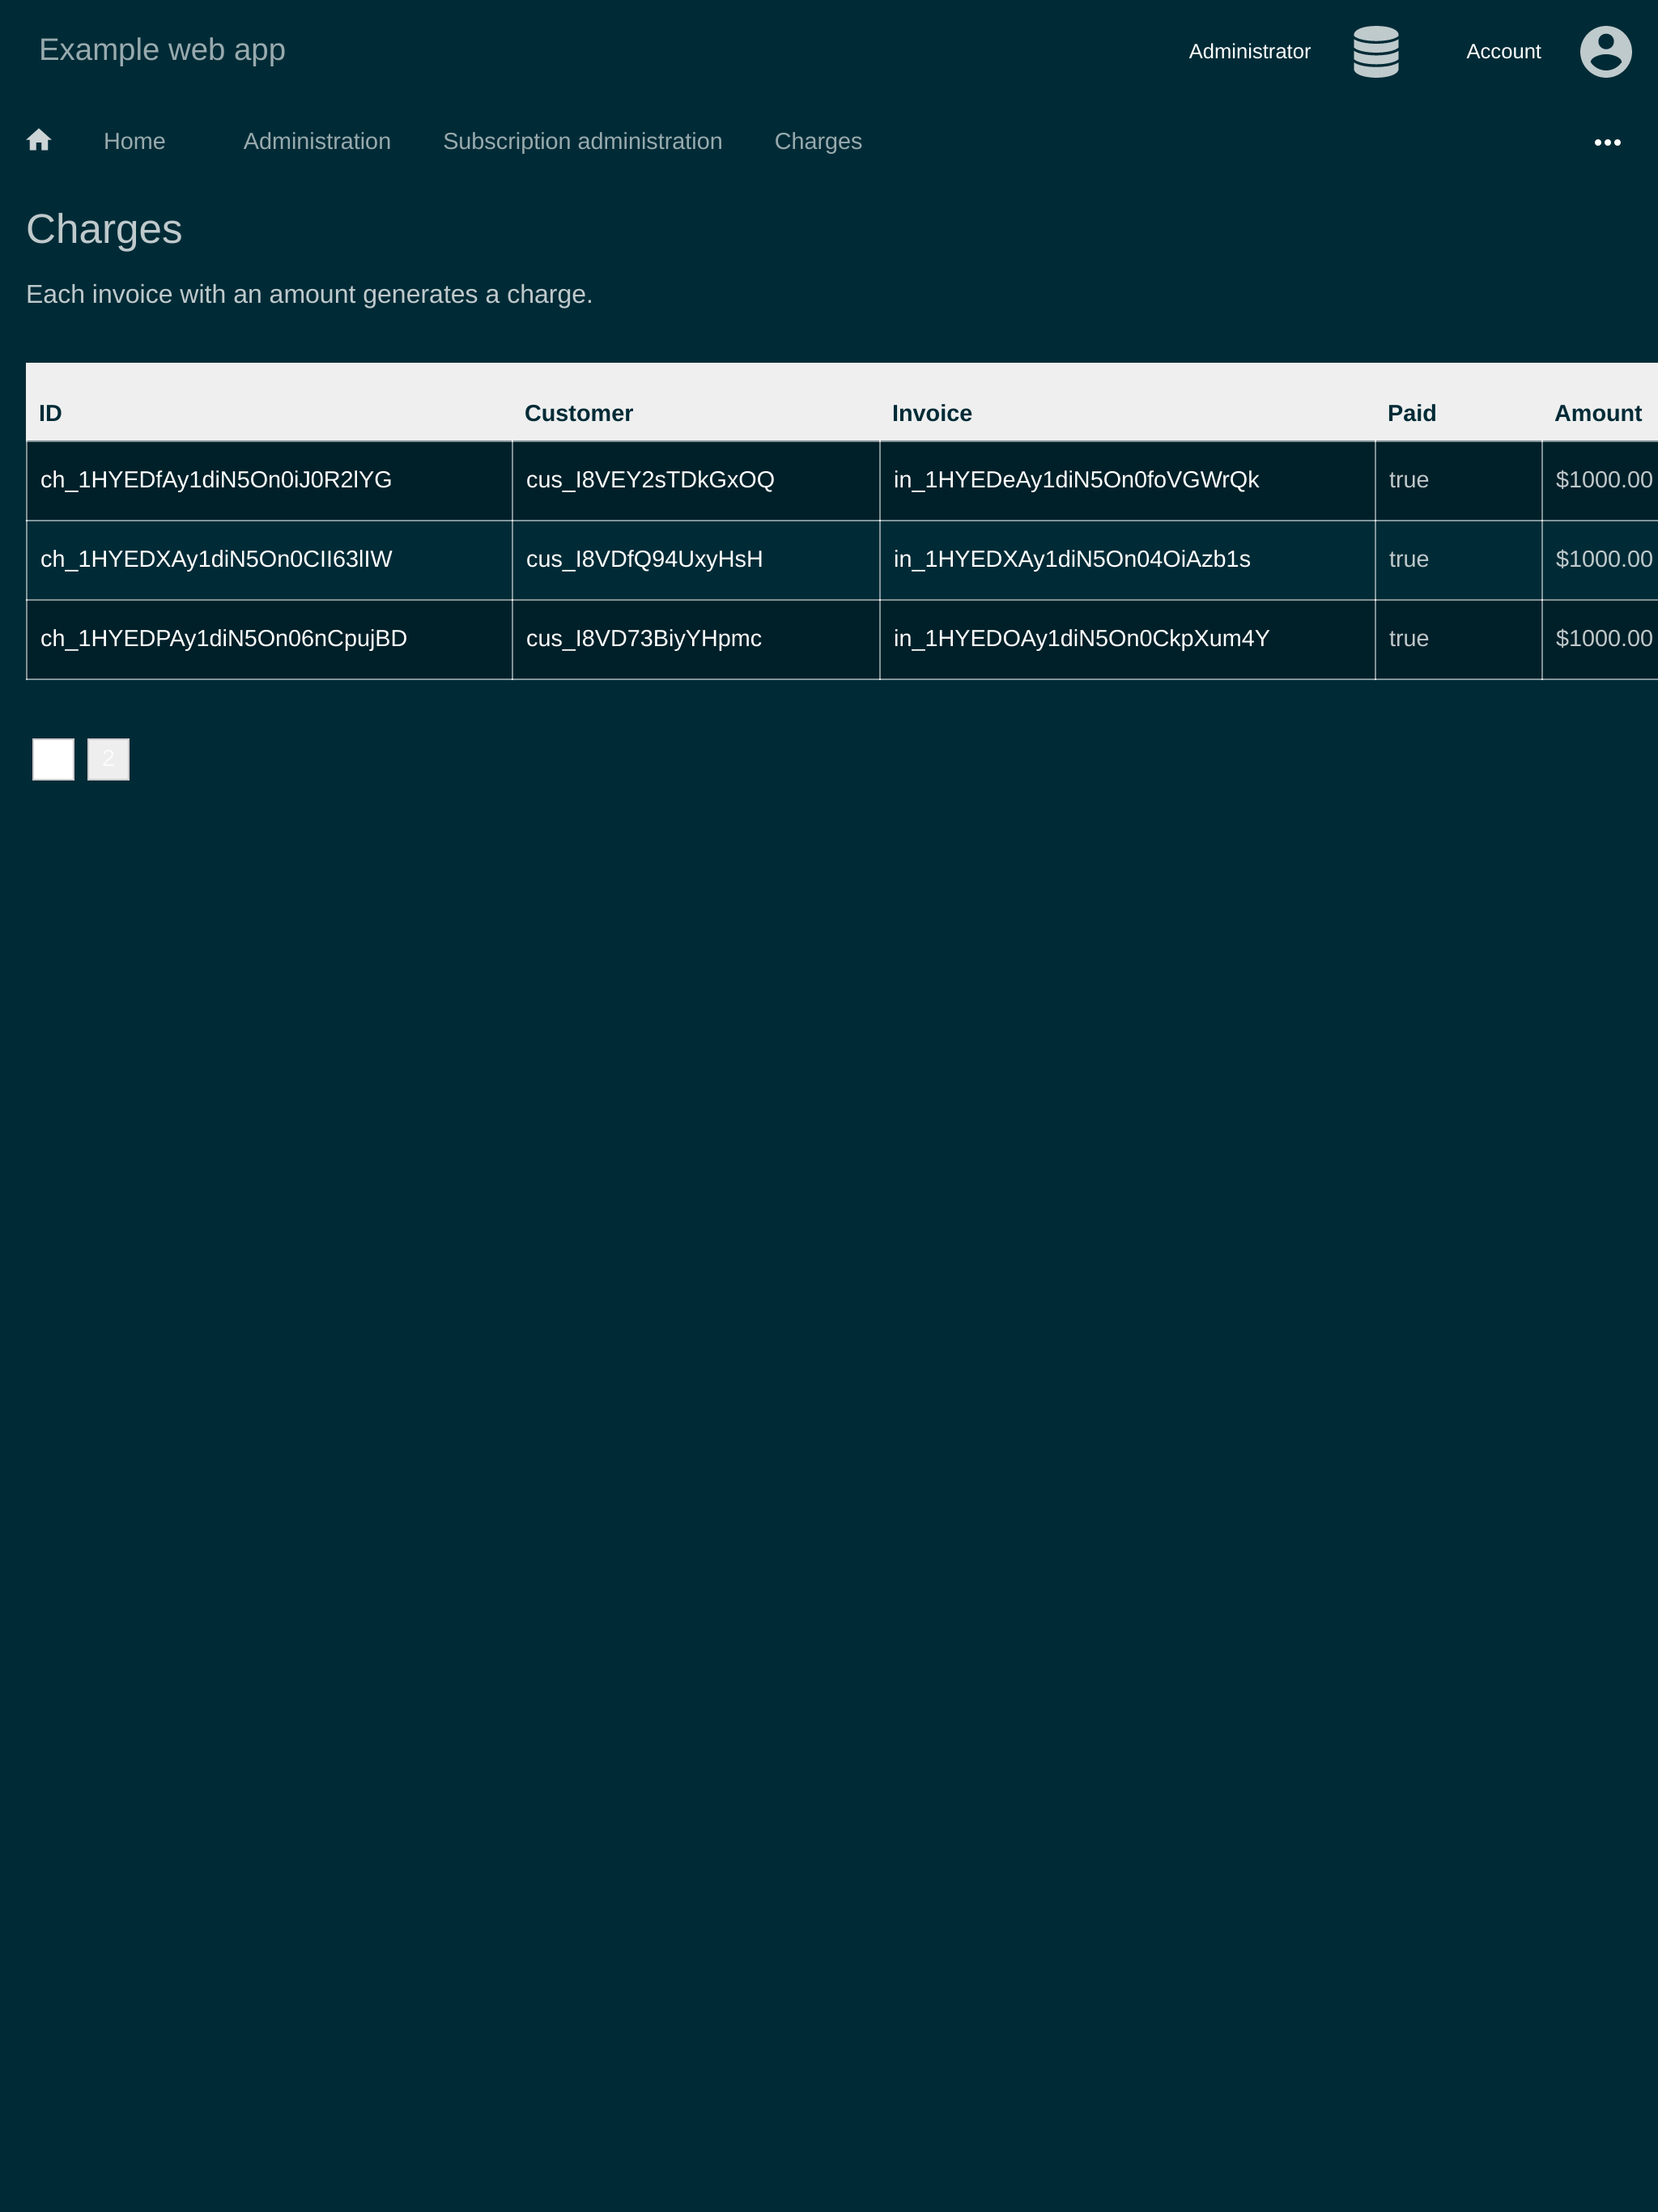 Example web app
Administrator
Account
Home Administration Subscription administration Charges
Charges
Each invoice with an amount generates a charge.
ID Customer Invoice Paid Amount
ch_1HYEDfAy1diN5On0iJ0R2lYG cus_I8VEY2sTDkGxOQ in_1HYEDeAy1diN5On0foVGWrQk true $1000.00
ch_1HYEDXAy1diN5On0CII63lIW cus_I8VDfQ94UxyHsH in_1HYEDXAy1diN5On04OiAzb1s true $1000.00
ch_1HYEDPAy1diN5On06nCpujBD cus_I8VD73BiyYHpmc in_1HYEDOAy1diN5On0CkpXum4Y true $1000.00
2